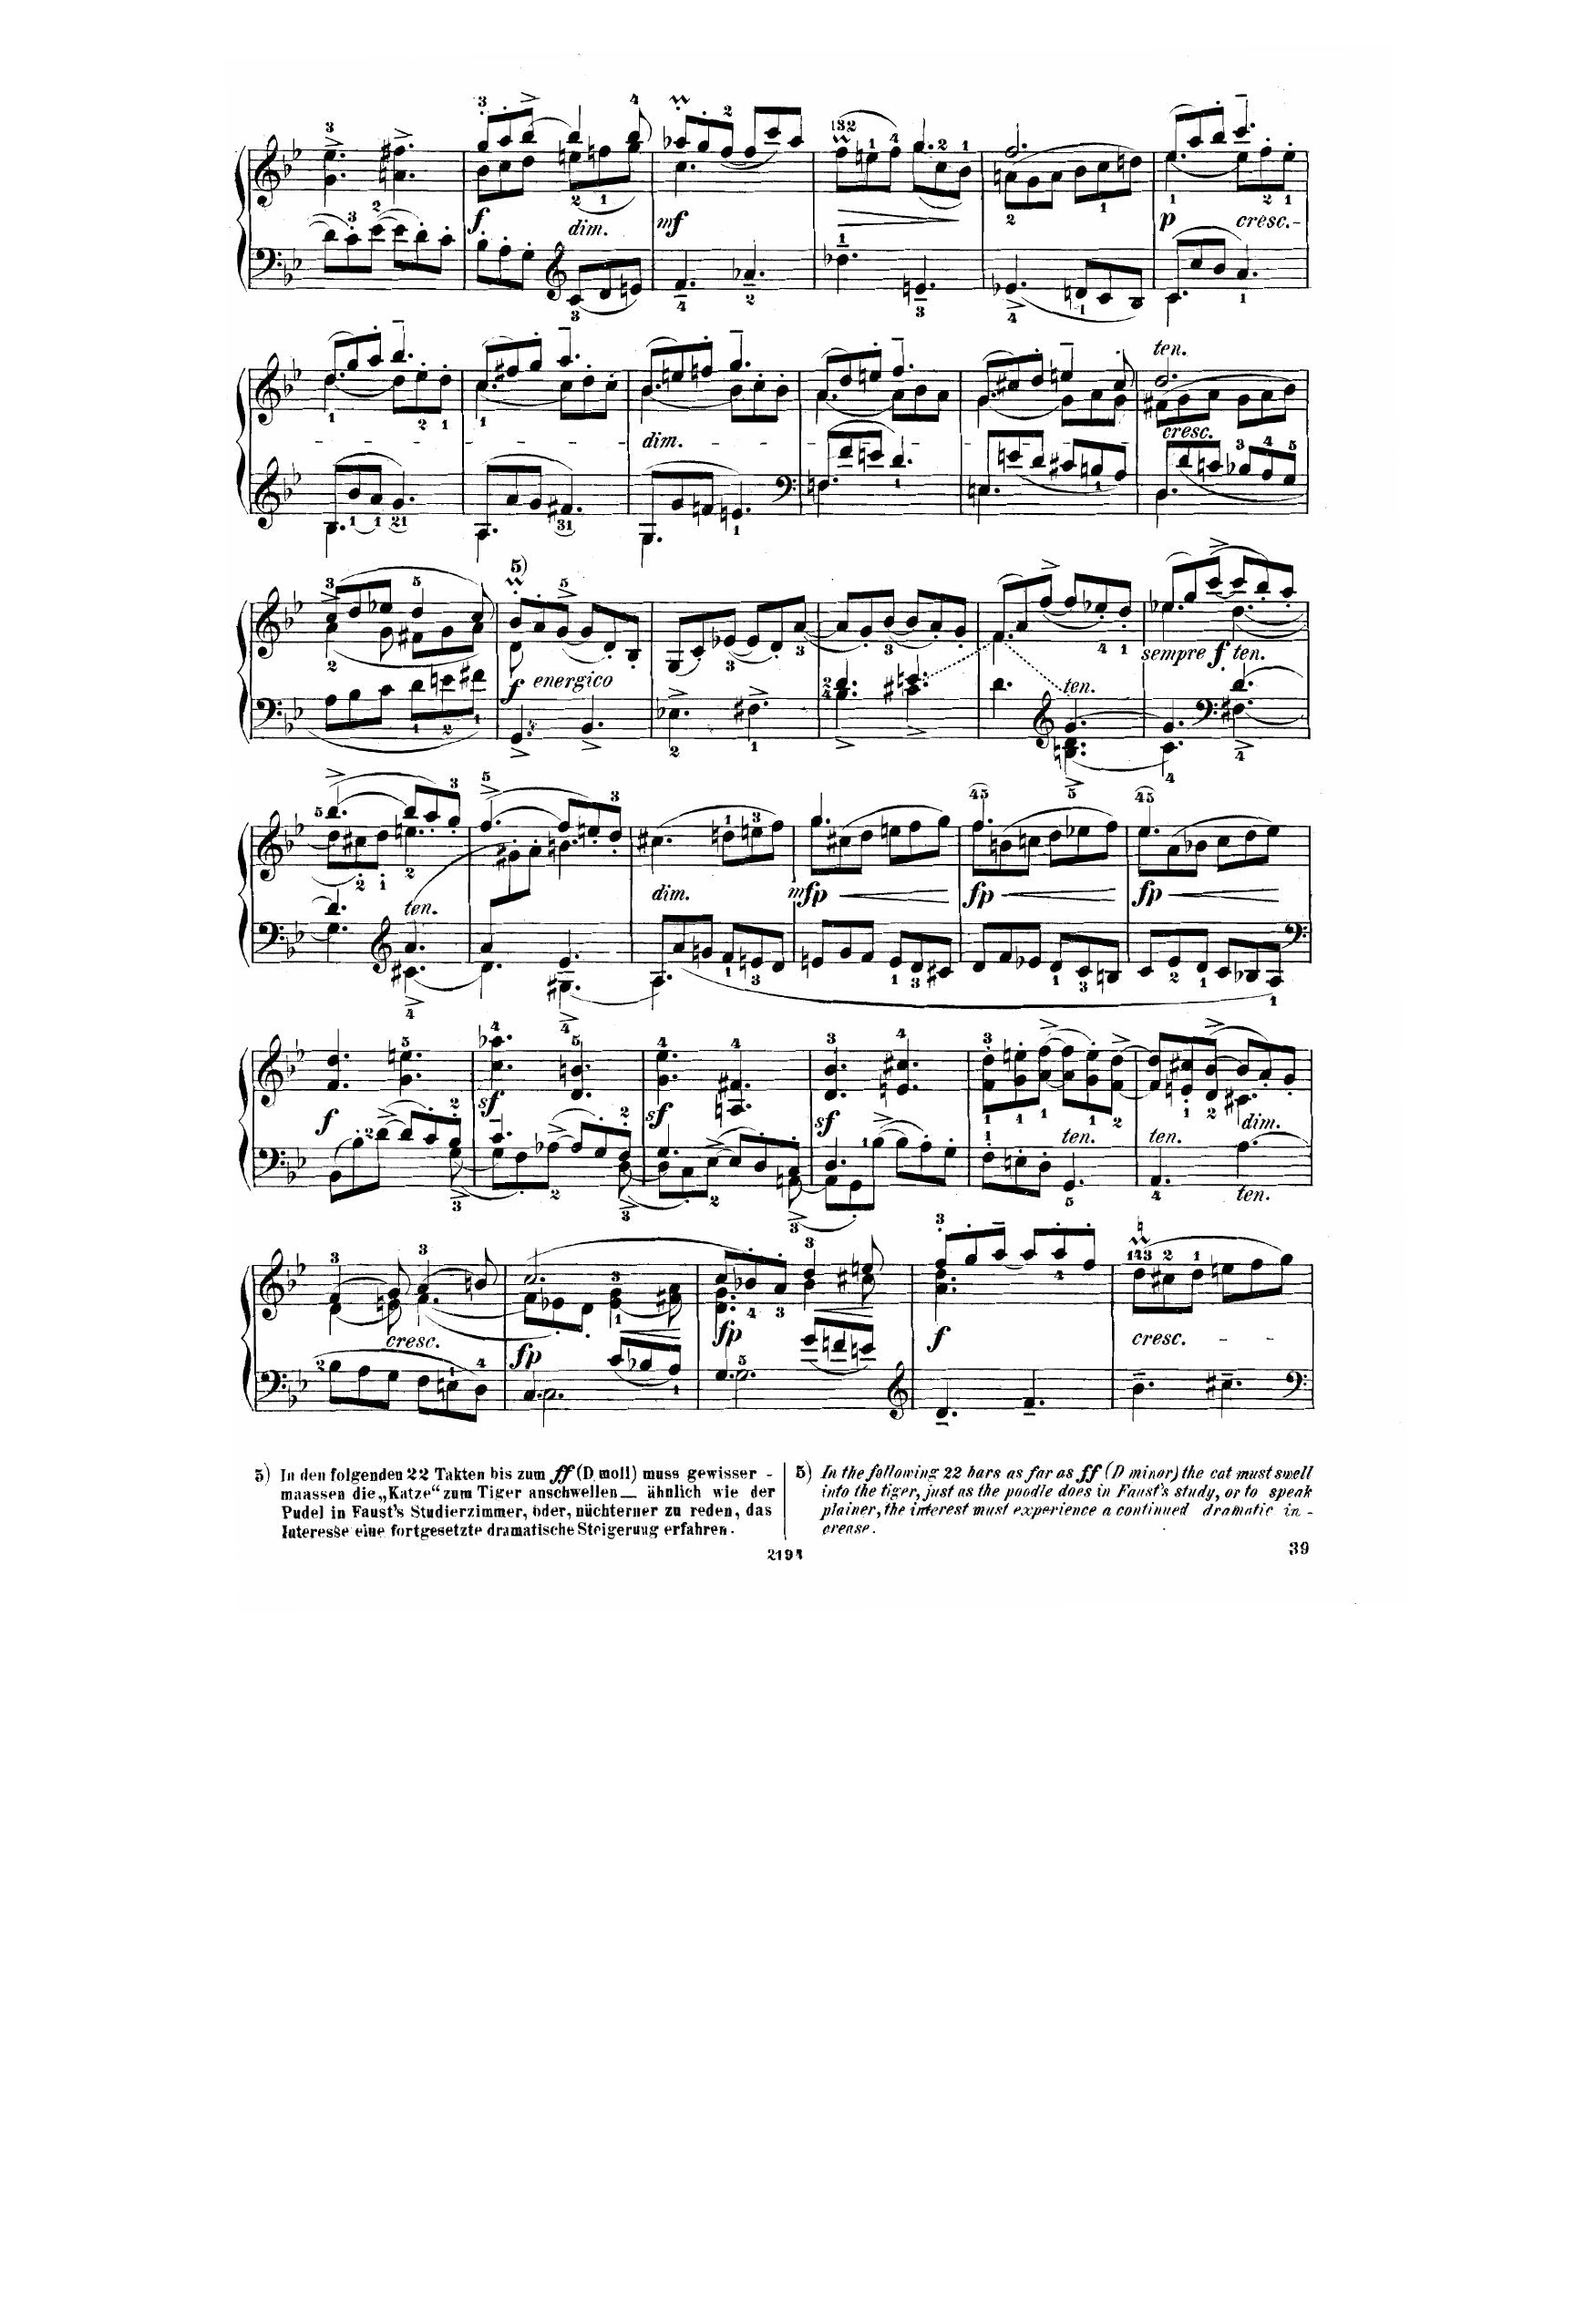 f dim. mf p cresc.
ten.
dim. cresc.
5)
f energico ten. sempre f ten.
ten. dim. mfp fp fp
f sf sf sf ten. ten. dim.
ten.
cresc. fp fp f cresc.
5) In den folgenden 22 Takten bis zum ff (D moll) muss gewisser-
maassen die „Katze“ zum Tiger anschwellen — ähnlich wie der
Pudel in Faust's Studierzimmer, oder, nüchterner zu reden, das
Interesse eine fortgesetzte dramatische Steigerung erfahren.
5) In the following 22 bars as far as ff (D minor) the cat must swell
into the tiger, just as the poodle does in Faust's study, or to speak
plainer, the interest must experience a continued dramatic in-
crease.
2194
39